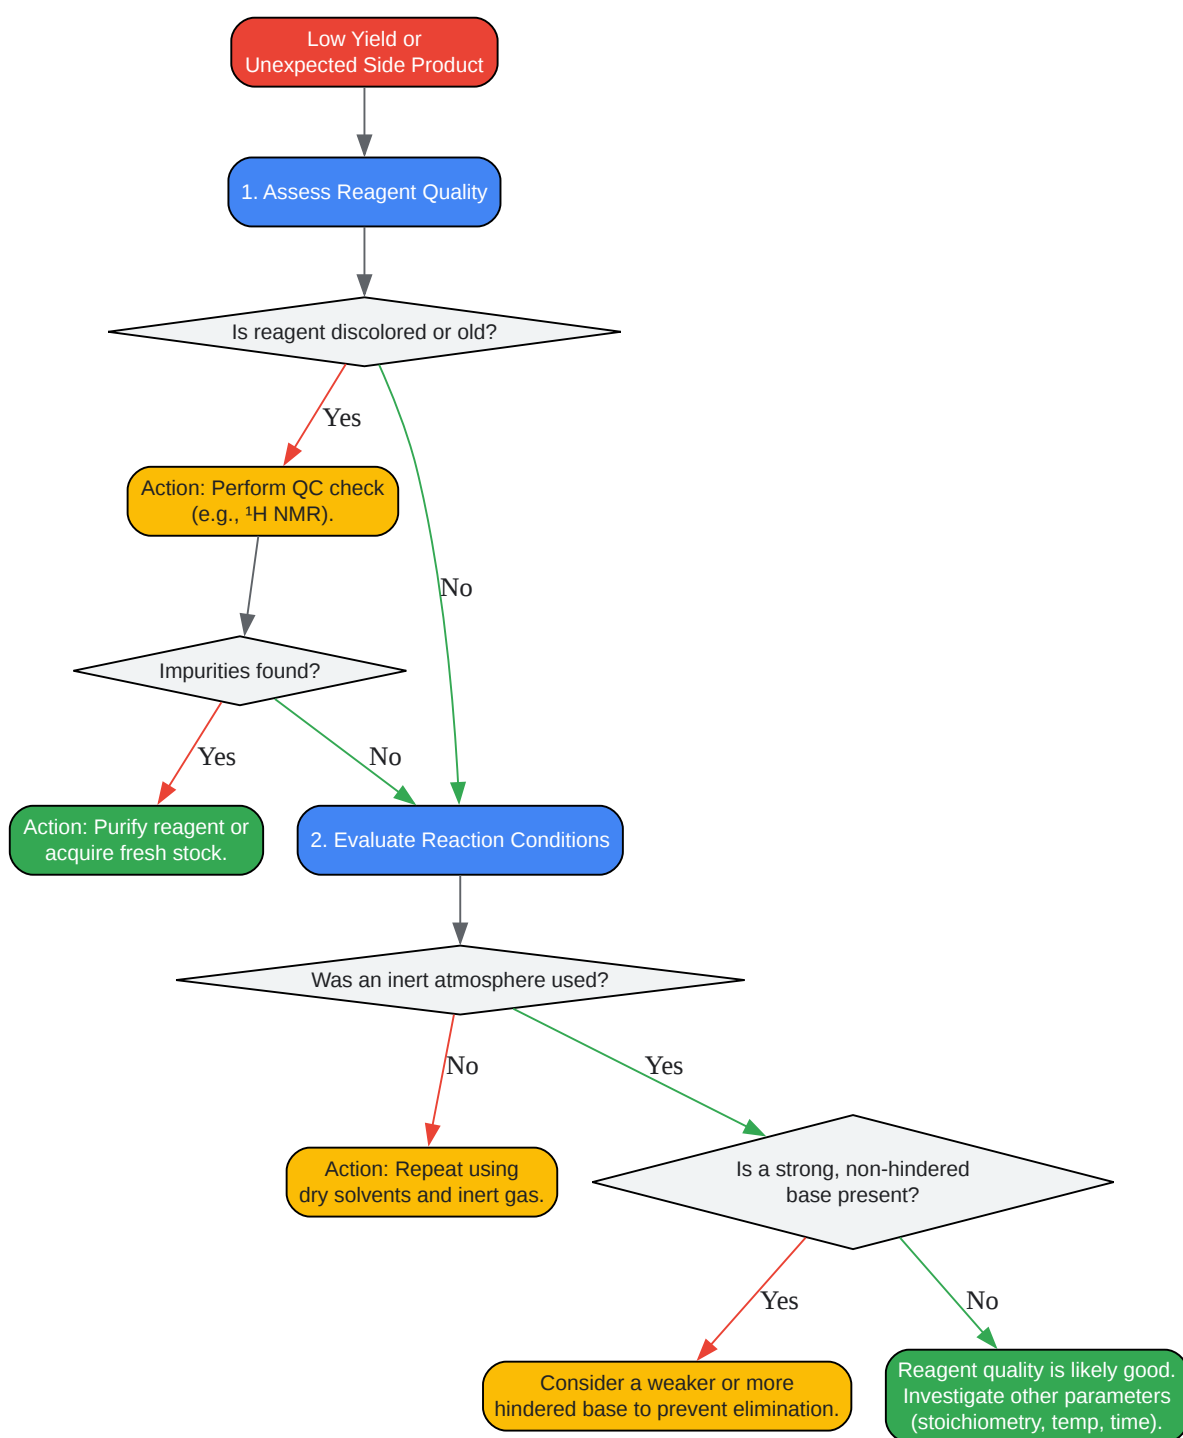 Low Yield or
Unexpected Side Product
1. Assess Reagent Quality
Is reagent discolored or old?
Yes
Action: Perform QC check
(e.g., ¹H NMR).
No
Impurities found?
Yes
No
Action: Purify reagent or
acquire fresh stock.
2. Evaluate Reaction Conditions
Was an inert atmosphere used?
No
Yes
Action: Repeat using
dry solvents and inert gas.
Is a strong, non-hindered
base present?
Yes
No
Consider a weaker or more
hindered base to prevent elimination.
Reagent quality is likely good.
Investigate other parameters
(stoichiometry, temp, time).